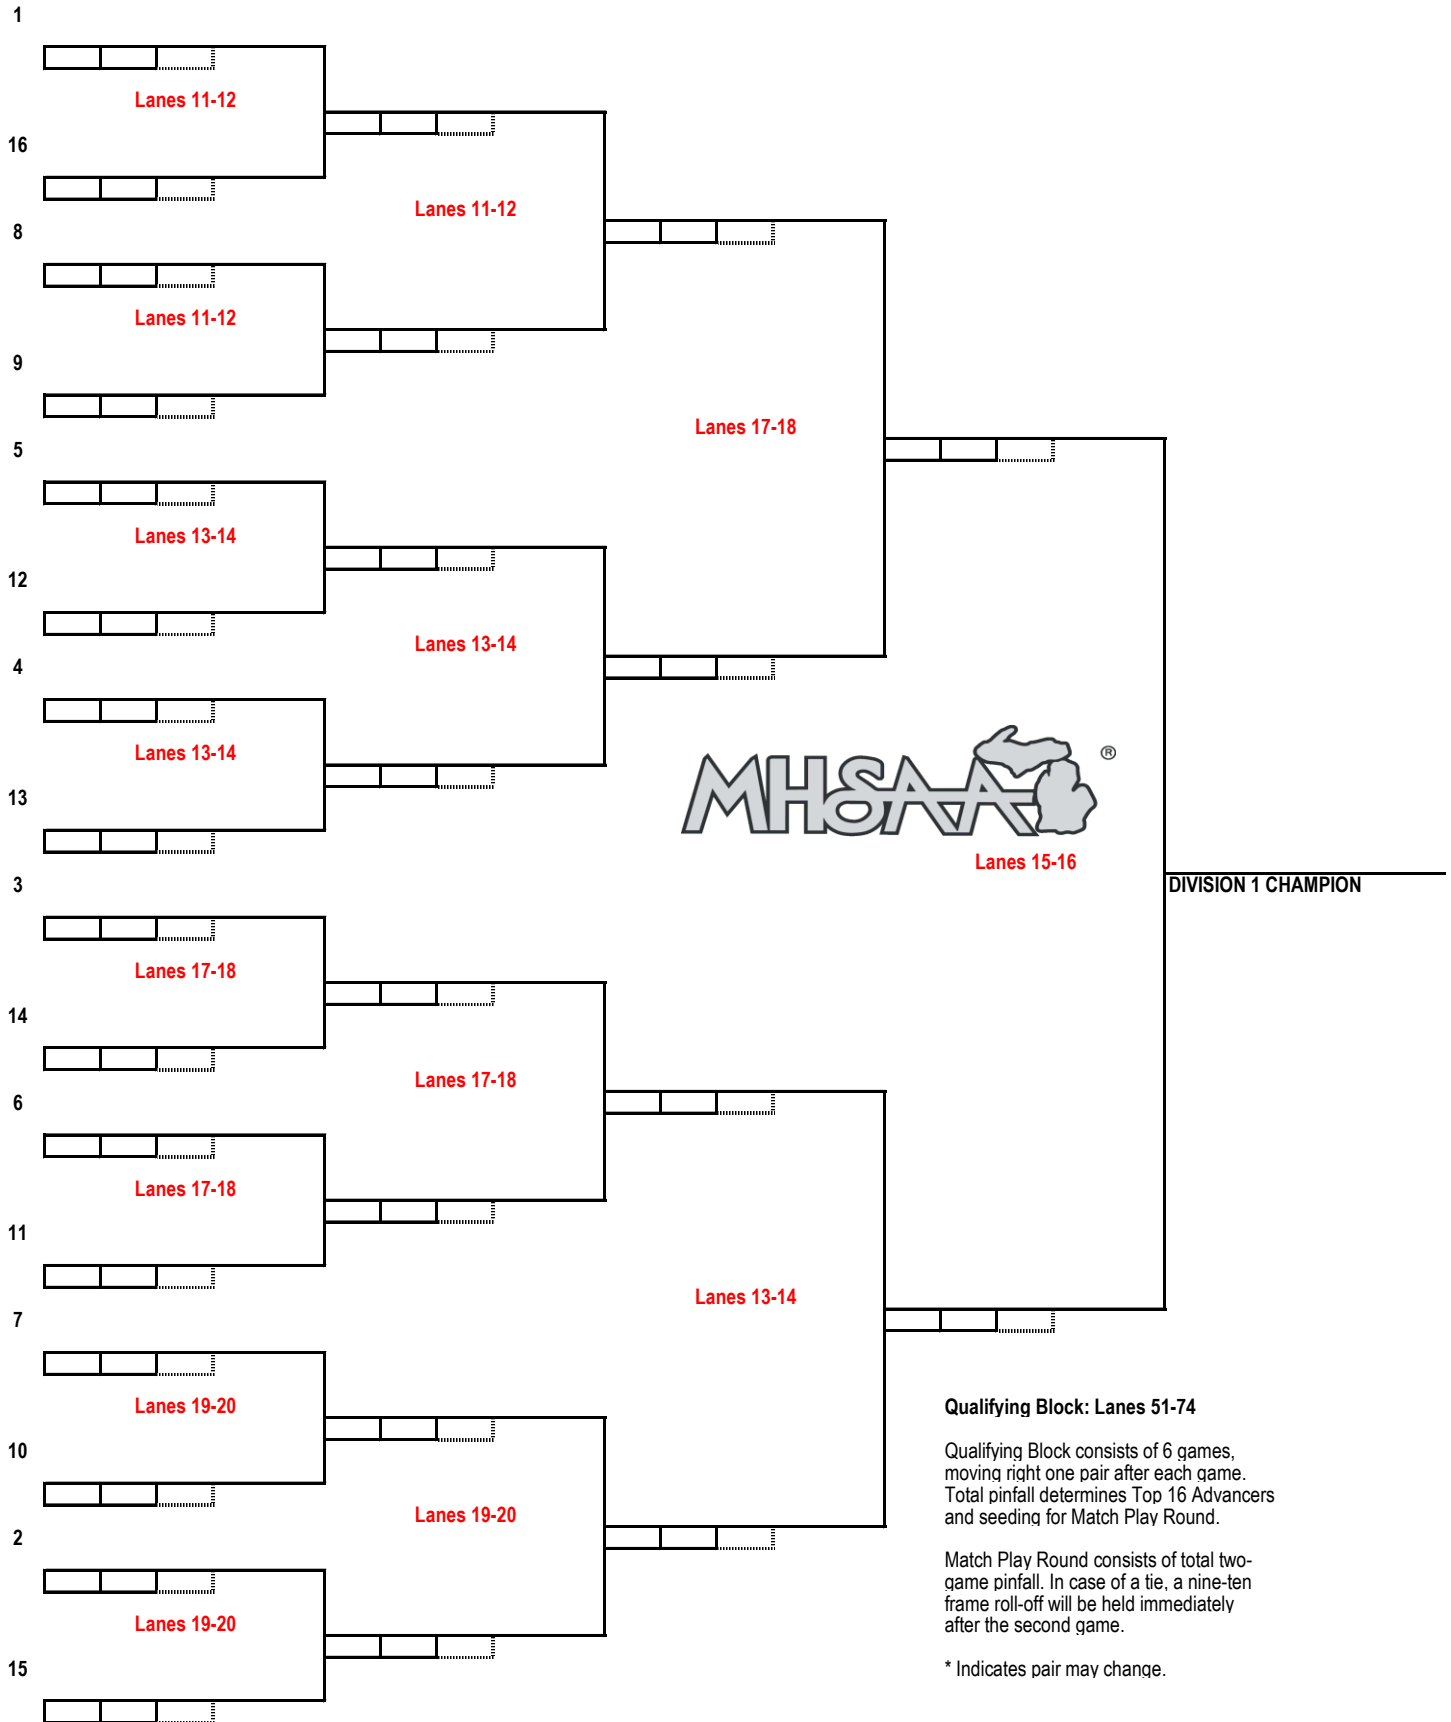 1
Lanes 11-12
16
Lanes 11-12
8
Lanes 11-12
9
Lanes 17-18
5
Lanes 13-14
12
Lanes 13-14
4
Lanes 13-14
MHSAA®
13
Lanes 15-16
3
DIVISION 1 CHAMPION
Lanes 17-18
14
Lanes 17-18
6
Lanes 17-18
11
Lanes 13-14
7
Lanes 19-20
10
Lanes 19-20
2
Lanes 19-20
15
Qualifying Block: Lanes 51-74
Qualifying Block consists of 6 games,
moving right one pair after each game.
Total pinfall determines Top 16 Advancers
and seeding for Match Play Round.
Match Play Round consists of total two-
game pinfall. In case of a tie, a nine-ten
frame roll-off will be held immediately
after the second game.
* Indicates pair may change.